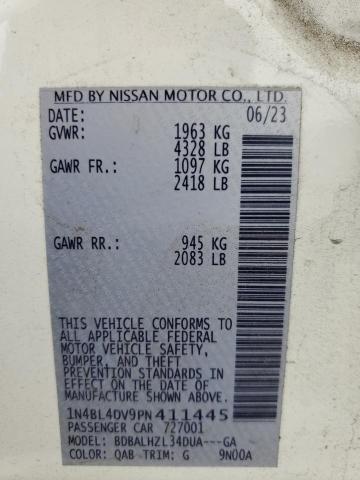 MFD BY NISSAN MOTOR CO., LTD.
DATE: 06/23
GVWR: 1963 KG
4328 LB
GAWR FR.: 1097 KG
2418 LB
GAWR RR.: 945 KG
2083 LB
THIS VEHICLE CONFORMS TO
ALL APPLICABLE FEDERAL
MOTOR VEHICLE SAFETY,
BUMPER, AND THEFT
PREVENTION STANDARDS
IN EFFECT ON THE DATE OF
MANUFACTURE SHOWN ABOVE.
1N4BL4DV9PN411445
PASSENGER CAR 727001
MODEL: BDBALHZL34DUA---GA
COLOR: QAB TRIM: G 9N00A